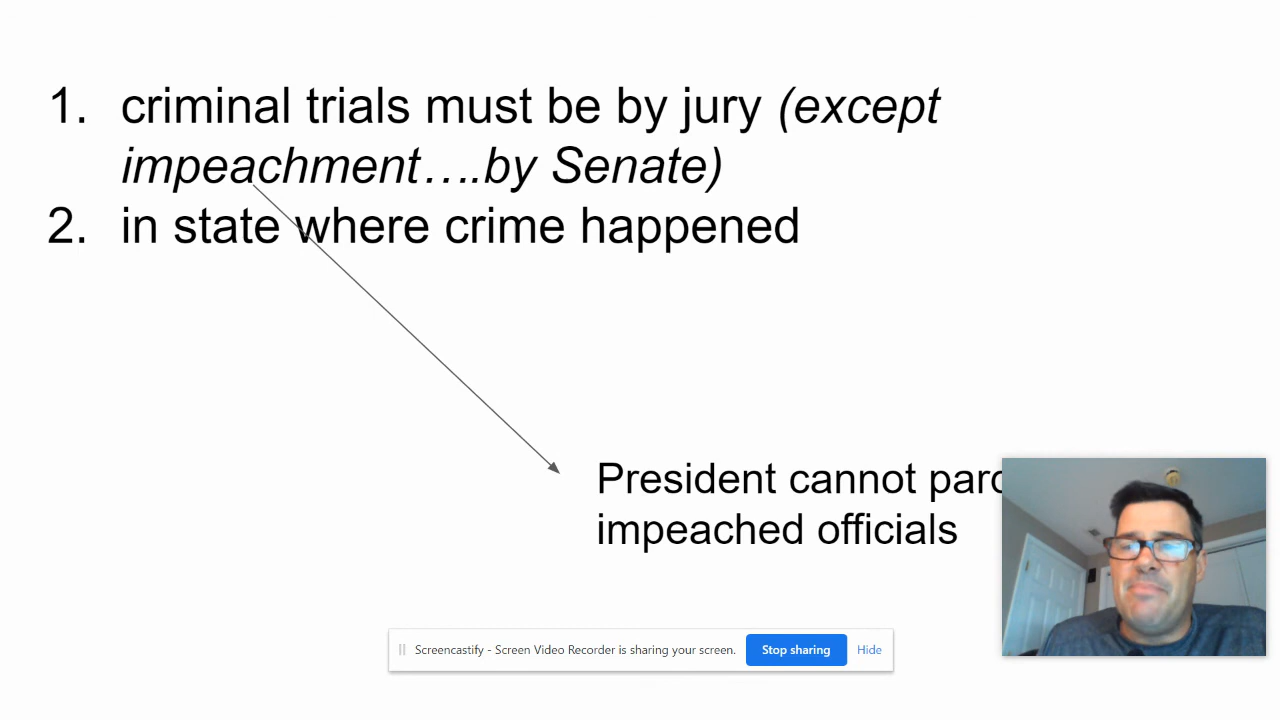 1. criminal trials must be by jury (except
impeachment….by Senate)
2. in state where crime happened
President cannot
impeached officials
Screencastify - Screen Video Recorder is sharing your screen. Stop sharing Hide